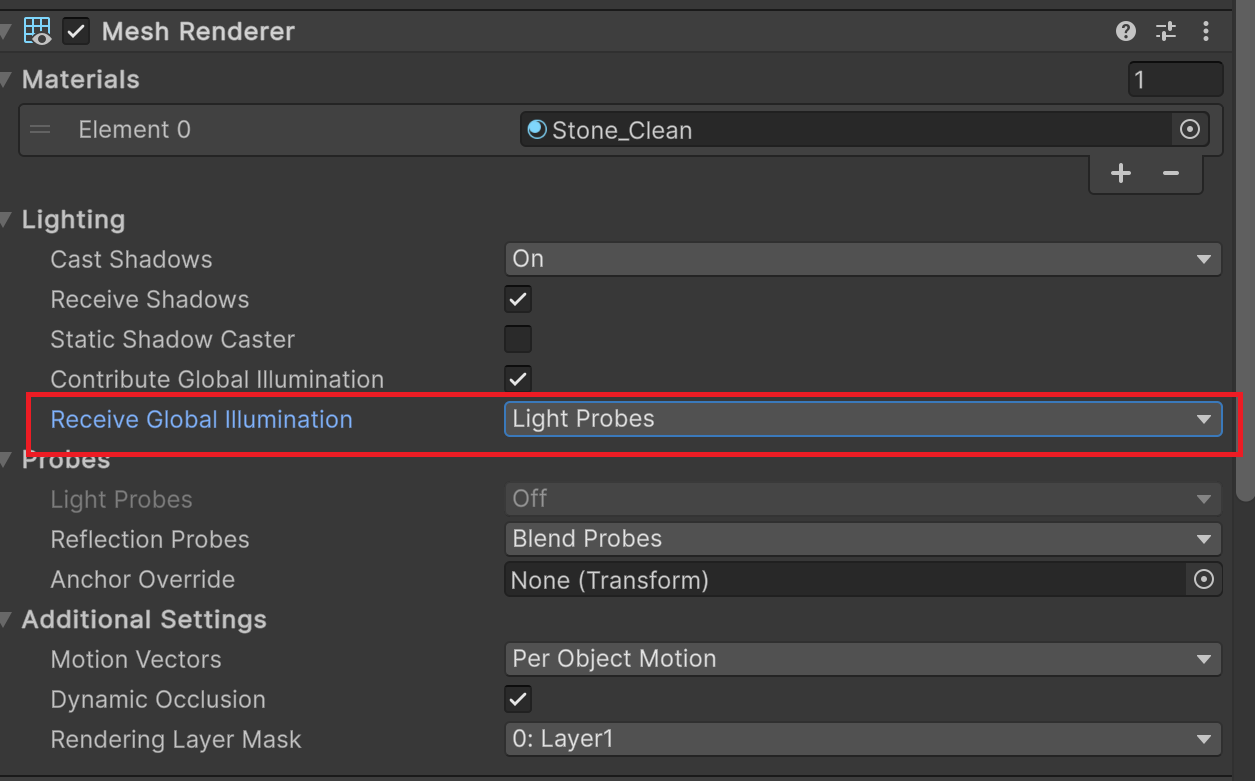 Mesh Renderer
Materials 1
Element 0 Stone_Clean
Lighting
Cast Shadows On
Receive Shadows
Static Shadow Caster
Contribute Global Illumination
Receive Global Illumination Light Probes
Probes
Light Probes Off
Reflection Probes Blend Probes
Anchor Override None (Transform)
Additional Settings
Motion Vectors Per Object Motion
Dynamic Occlusion
Rendering Layer Mask 0: Layer1